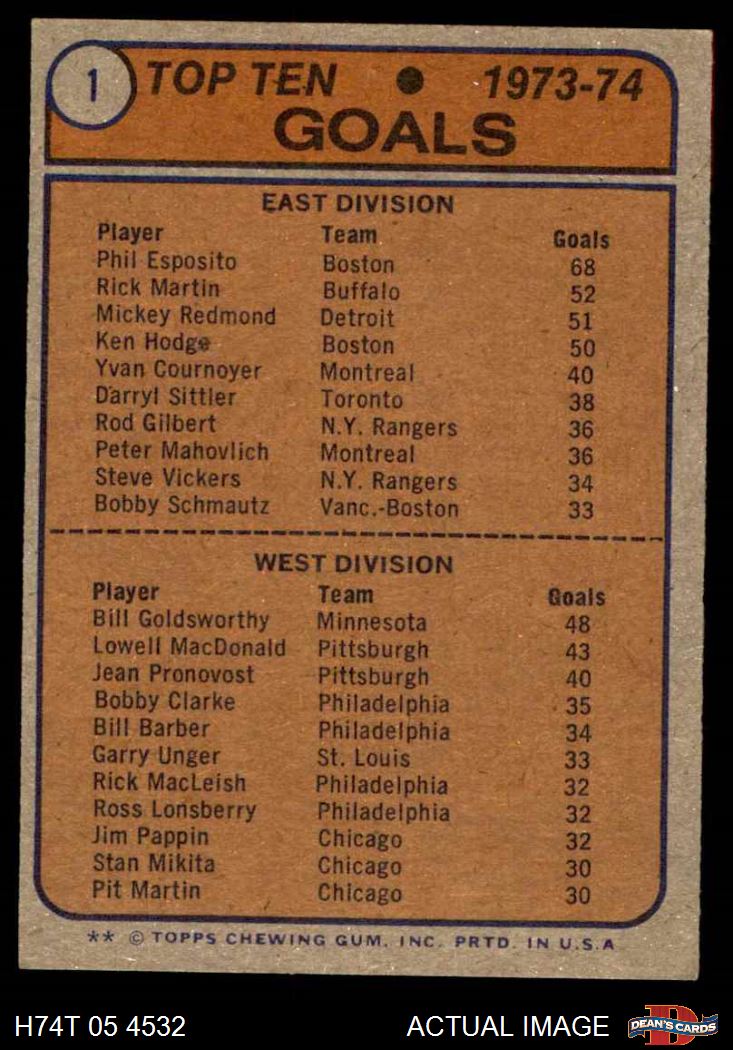 1 TOP TEN ● 1973-74
GOALS
EAST DIVISION
Player Team Goals
Phil Esposito Boston 68
Rick Martin Buffalo 52
Mickey Redmond Detroit 51
Ken Hodge Boston 50
Yvan Cournoyer Montreal 40
Darryl Sittler Toronto 38
Rod Gilbert N.Y. Rangers 36
Peter Mahovlich Montreal 36
Steve Vickers N.Y. Rangers 34
Bobby Schmautz Vanc.-Boston 33
WEST DIVISION
Player Team Goals
Bill Goldsworthy Minnesota 48
Lowell MacDonald Pittsburgh 43
Jean Pronovost Pittsburgh 40
Bobby Clarke Philadelphia 35
Bill Barber Philadelphia 34
Garry Unger St. Louis 33
Rick MacLeish Philadelphia 32
Ross Lonsberry Philadelphia 32
Jim Pappin Chicago 32
Stan Mikita Chicago 30
Pit Martin Chicago 30
** © TOPPS CHEWING GUM, INC. PRTD. IN U.S.A
H74T 05 4532 ACTUAL IMAGE D DEAN'S CARDS